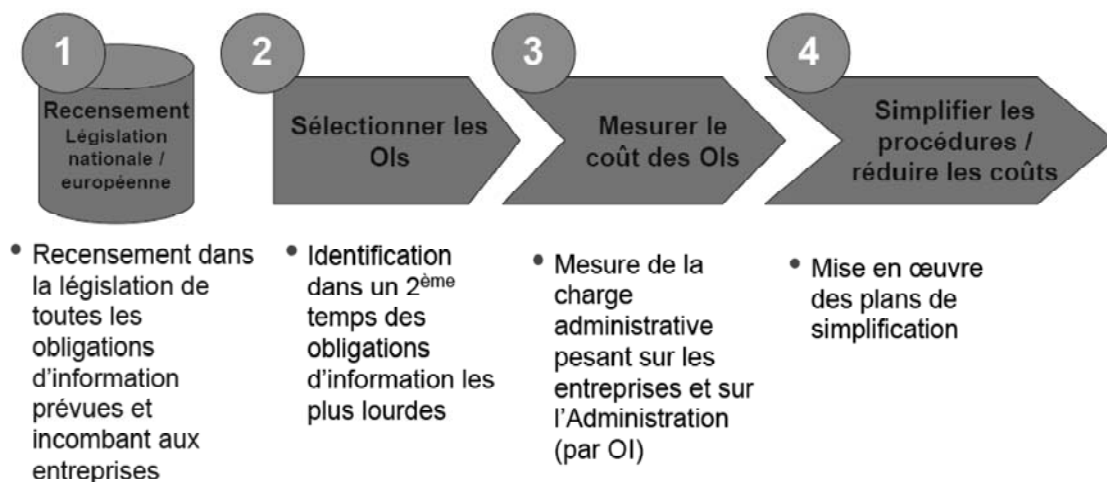 1
Recensement
Législation
nationale /
européenne
• Recensement dans
la législation de
toutes les
obligations
d'information
prévues et
incombant aux
entreprises
2
Sélectionner les
OIs
• Identification
dans un 2ème
temps des
obligations
d'information les
plus lourdes
3
Mesurer le
coût des OIs
• Mesure de la
charge
administrative
pesant sur les
entreprises et sur
l'Administration
(par OI)
4
Simplifier les
procédures /
réduire les coûts
• Mise en œuvre
des plans de
simplification